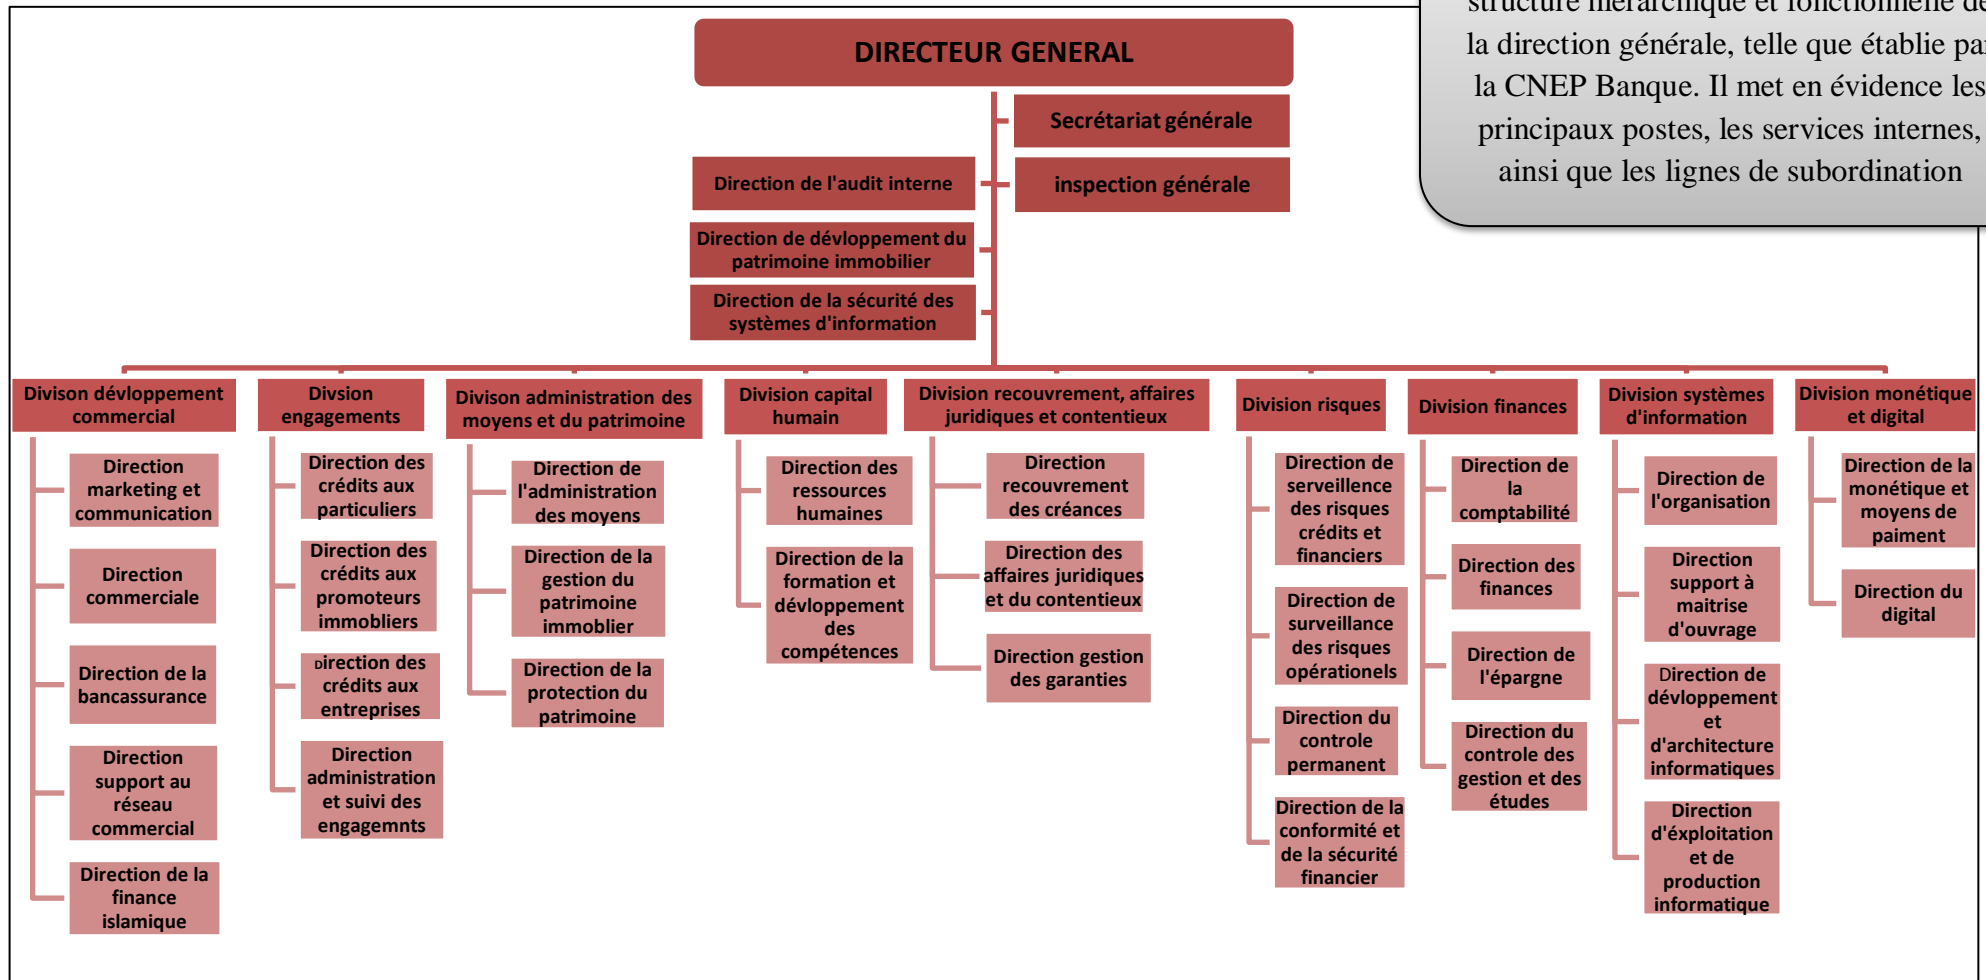 structure hiérarchique et fonctionnelle de
la direction générale, telle que établie par
la CNEP Banque. Il met en évidence les
principaux postes, les services internes,
ainsi que les lignes de subordination
DIRECTEUR GENERAL
Secrétariat générale
Direction de l'audit interne
inspection générale
Direction de dévloppement du
patrimoine immobilier
Direction de la sécurité des
systèmes d'information
Divison dévloppement
commercial
Direction
marketing et
communication
Direction
commerciale
Direction de la
bancassurance
Direction
support au
réseau
commercial
Direction de la
finance
islamique
Divsion
engagements
Direction des
crédits aux
particuliers
Direction des
crédits aux
promoteurs
immobliers
Direction des
crédits aux
entreprises
Direction
administration
et suivi des
engagemnts
Divison administration des
moyens et du patrimoine
Direction de
l'administration
des moyens
Direction de la
gestion du
patrimoine
immoblier
Direction de la
protection du
patrimoine
Division capital
humain
Direction des
ressources
humaines
Direction de la
formation et
dévloppement
des
compétences
Division recouvrement, affaires
juridiques et contentieux
Direction
recouvrement
des créances
Direction des
affaires juridiques
et du contentieux
Direction gestion
des garanties
Division risques
Direction de
serveillence
des risques
crédits et
financiers
Direction de
surveillance
des risques
opérationels
Direction du
controle
permanent
Direction de la
conformité et
de la sécurité
financier
Division finances
Direction de
la
comptabilité
Direction des
finances
Direction de
l'épargne
Direction du
controle des
gestion et des
études
Division systèmes
d'information
Direction de
l'organisation
Direction
support à
maitrise
d'ouvrage
Direction de
dévloppement
et
d'architecture
informatiques
Direction
d'éxploitation
et de
production
informatique
Division monétique
et digital
Direction de la
monétique et
moyens de
paiment
Direction du
digital